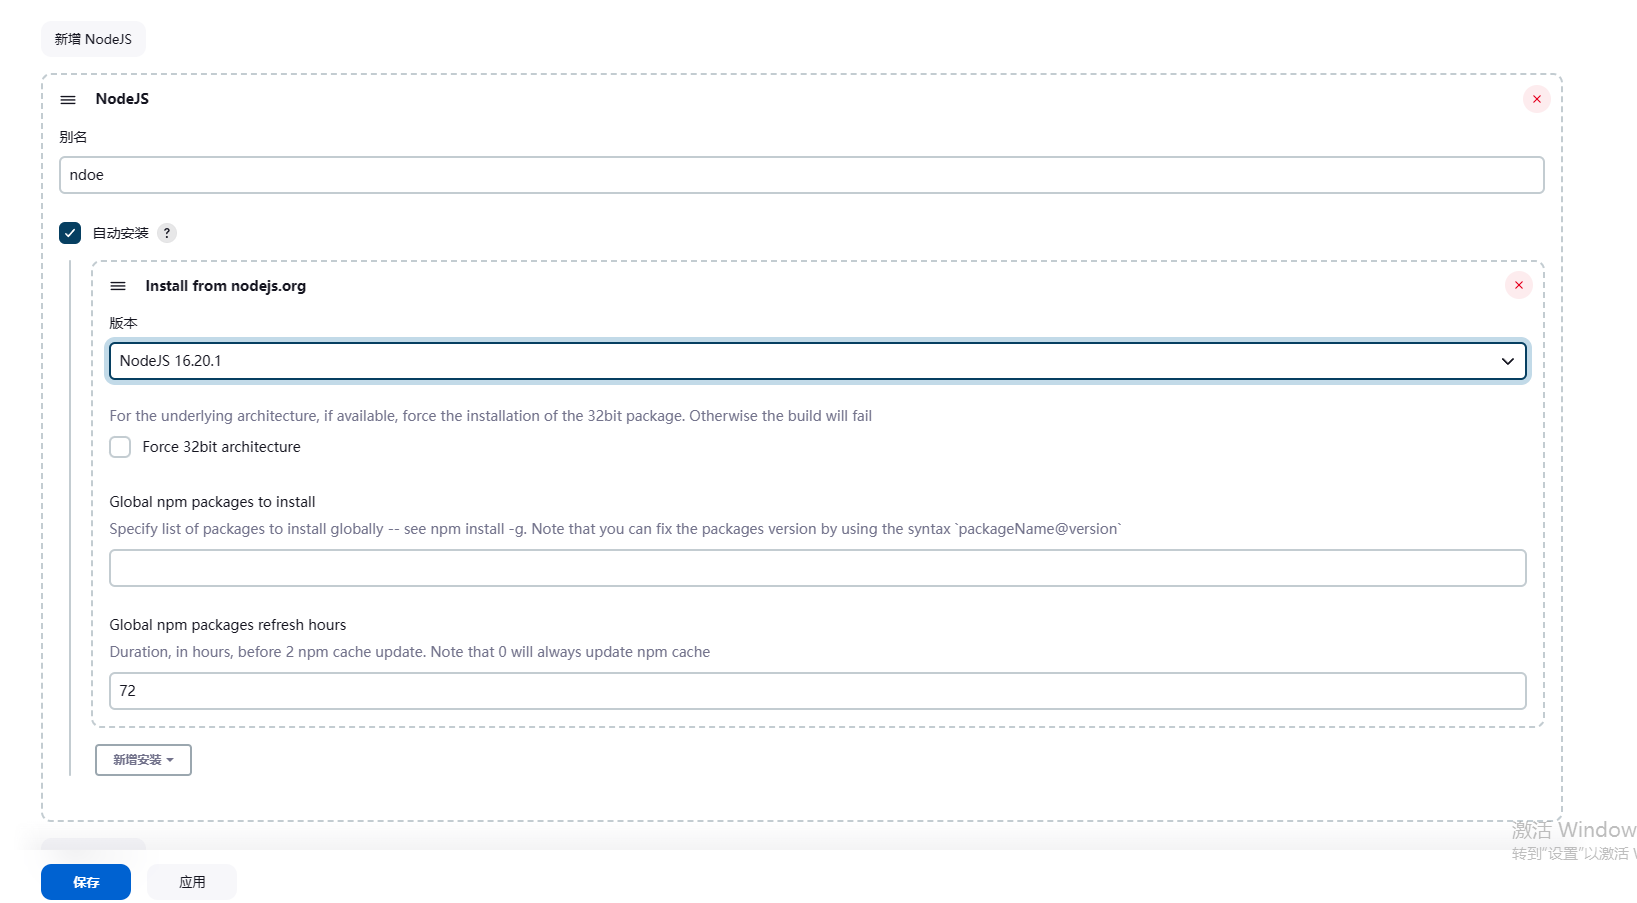 新增 NodeJS
NodeJS
别名
ndoe
自动安装 ?
Install from nodejs.org
版本
NodeJS 16.20.1
For the underlying architecture, if available, force the installation of the 32bit package. Otherwise the build will fail
Force 32bit architecture
Global npm packages to install
Specify list of packages to install globally -- see npm install -g. Note that you can fix the packages version by using the syntax `packageName@version`
Global npm packages refresh hours
Duration, in hours, before 2 npm cache update. Note that 0 will always update npm cache
72
新增安装
激活 Window
转到"设置"以激活 W
保存
应用